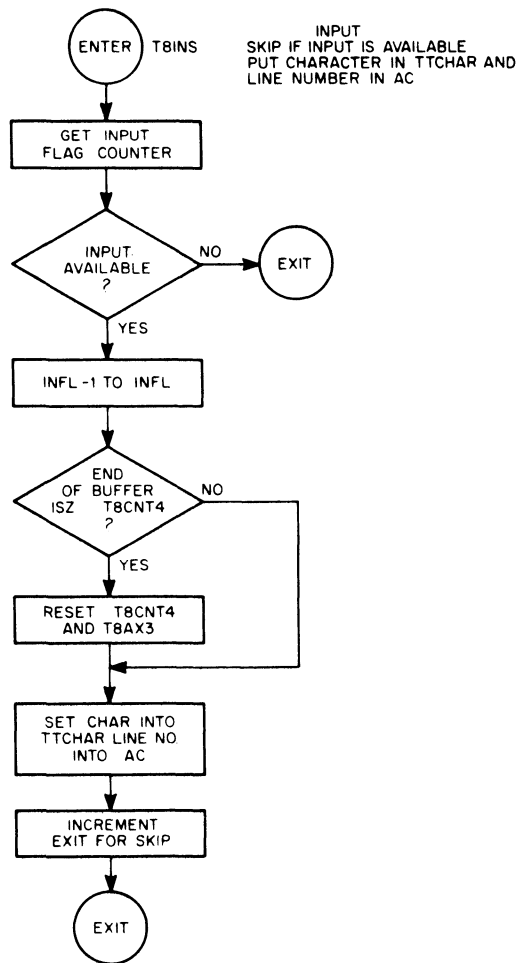 ENTER T8INS
INPUT
SKIP IF INPUT IS AVAILABLE
PUT CHARACTER IN TTCHAR AND
LINE NUMBER IN AC
GET INPUT
FLAG COUNTER
INPUT
AVAILABLE
?
NO
EXIT
YES
INFL-1 TO INFL
END
OF BUFFER
ISZ T8CNT4
?
NO
YES
RESET T8CNT4
AND T8AX3
SET CHAR INTO
TTCHAR LINE NO.
INTO AC
INCREMENT
EXIT FOR SKIP
EXIT